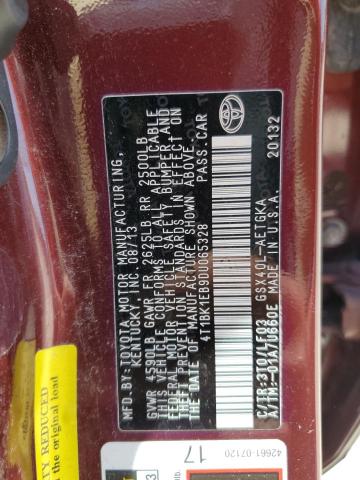 MFD. BY: TOYOTA MOTOR MANUFACTURING,
KENTUCKY, INC. 08/13
GVWR 4590LB GAWR FR 2625LB RR 2500LB
THIS VEHICLE CONFORMS TO ALL APPLICABLE
FEDERAL MOTOR VEHICLE SAFETY, BUMPER, AND
THEFT PREVENTION STANDARDS IN EFFECT ON
THE DATE OF MANUFACTURE SHOWN ABOVE.
4T1BK1EB9DU065328 PASS.CAR
C/TR:3T0/LF03 GSX40L-AETGKA
A/TM:-01A/U660E MADE IN U.S.A. 20132
TY REDUCED
the original load
42661-07120
17